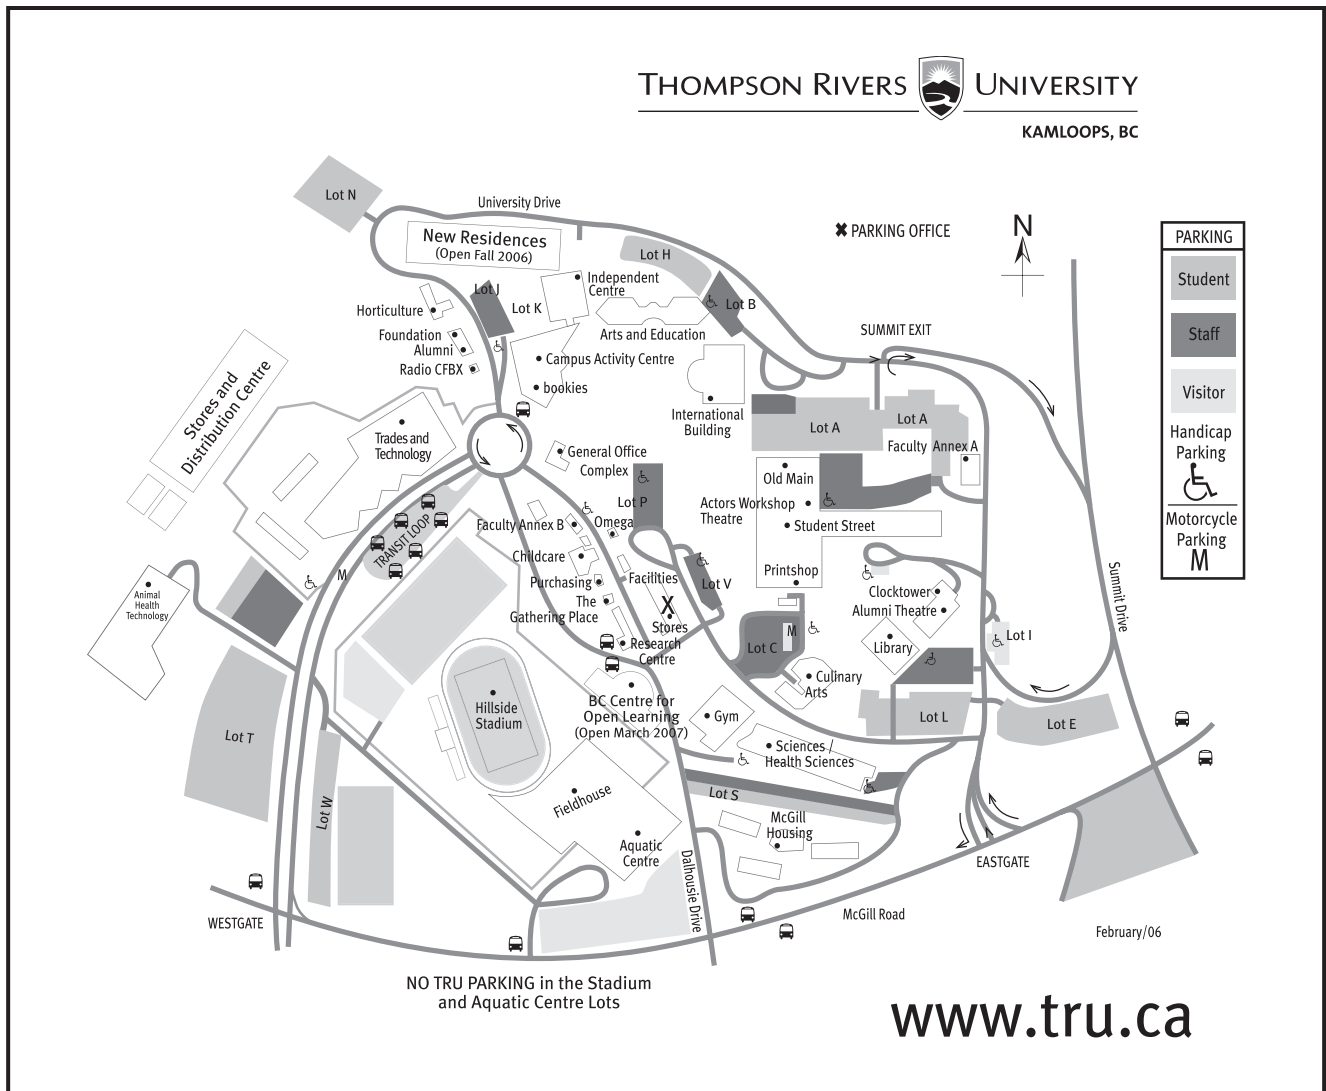 THOMPSON RIVERS UNIVERSITY
KAMLOOPS, BC
Lot N
University Drive
New Residences
(Open Fall 2006)
Lot H
X PARKING OFFICE
N
PARKING
Student
Staff
Visitor
Handicap
Parking
Motorcycle
Parking
M
Independent
Centre
Lot J
Lot K
Lot B
Horticulture
Arts and Education
SUMMIT EXIT
Foundation
Alumni
Radio CFBX
Campus Activity Centre
bookies
Stores and
Distribution Centre
International
Building
Lot A
Lot A
Trades and
Technology
General Office
Complex
Faculty Annex A
Old Main
Lot P
Actors Workshop
Theatre
Student Street
Faculty Annex B
Omega
TRANSIT LOOP
Childcare
Purchasing
Facilities
The
Gathering Place
X
Stores
Research
Centre
Lot V
Printshop
Clocktower
Alumni Theatre
Summit Drive
M
Animal
Health
Technology
Lot C
M
Library
Lot I
Culinary
Arts
Hillside
Stadium
BC Centre for
Open Learning
(Open March 2007)
Gym
Lot L
Lot E
Lot T
Sciences /
Health Sciences
Lot S
Lot W
Fieldhouse
McGill
Housing
Aquatic
Centre
Dalhousie Drive
EASTGATE
WESTGATE
McGill Road
February/06
NO TRU PARKING in the Stadium
and Aquatic Centre Lots
www.tru.ca